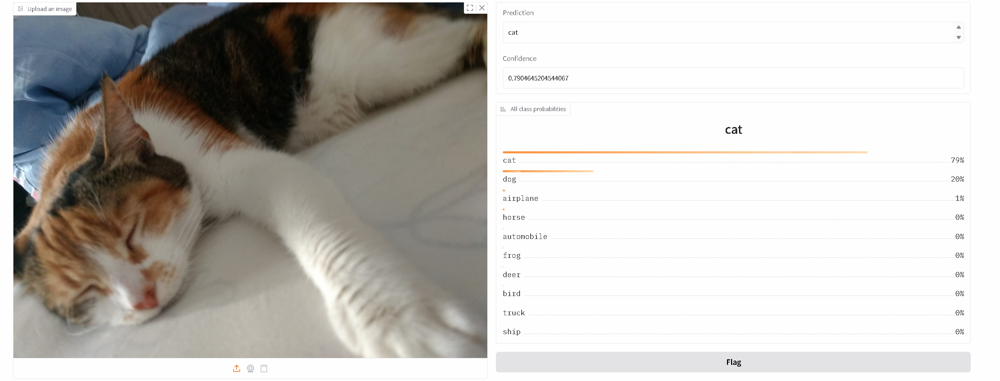 Upload an image
Prediction
cat
Confidence
0.7904645204544067
All class probabilities
cat
cat 79%
dog 20%
airplane 1%
horse 0%
automobile 0%
frog 0%
deer 0%
bird 0%
truck 0%
ship 0%
Flag